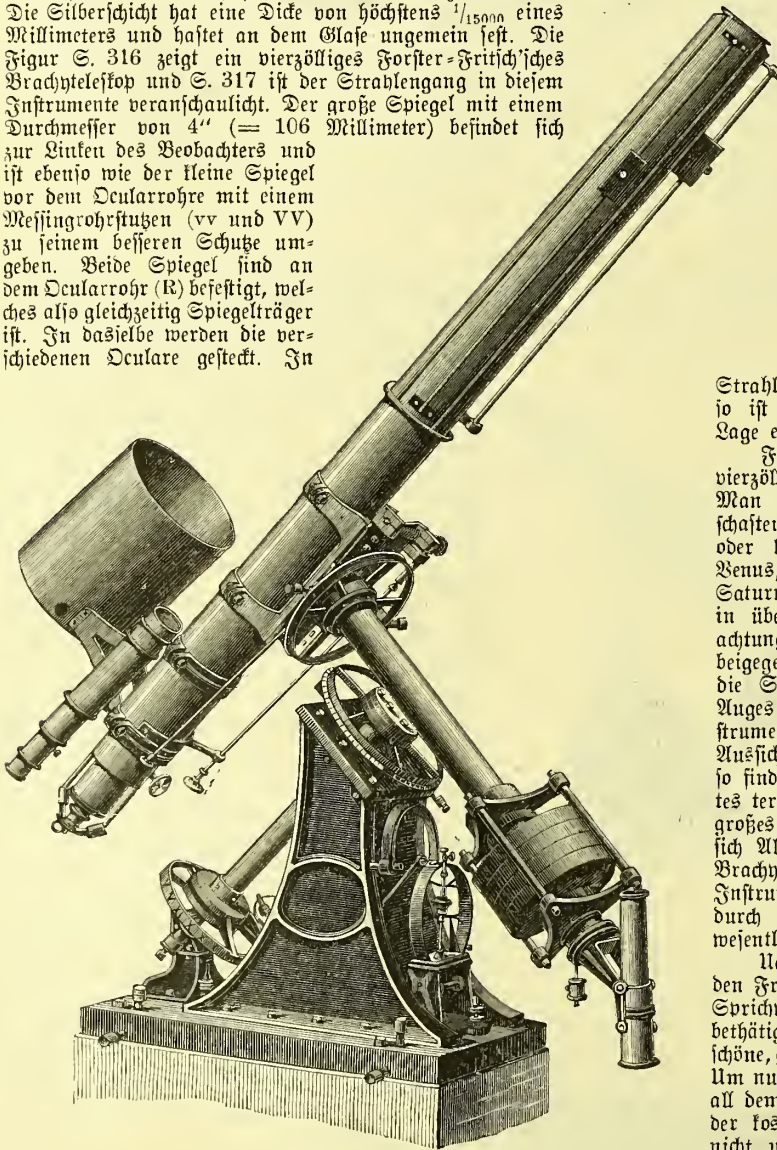 Die Silberschicht hat eine Dicke von höchstens 1/15000 eines
Millimeters und haftet an dem Glase ungemein fest. Die
Figur S. 316 zeigt ein vierzölliges Forster-Fritsch'sches
Brachyteleskop und S. 317 ist der Strahlengang in diesem
Instrumente veranschaulicht. Der große Spiegel mit einem
Durchmesser von 4" (= 106 Millimeter) befindet sich
zur Linken des Beobachters und
ist ebenso wie der kleine Spiegel
vor dem Ocularrohre mit einem
Messingrohrstutzen (vv und VV)
zu seinem besseren Schutze um-
geben. Beide Spiegel sind an
dem Ocularrohr (R) befestigt, wel-
ches also gleichzeitig Spiegelträger
ist. In dasselbe werden die ver-
schiedenen Oculare gesteckt. In
Strahl
so ist
Lage e
F
vierzöl
Man
schafte
oder
Venus,
Saturn
in übe
achtung
beigege
die S
Auges
strume
Aussich
so find
tes ter
großes
sich Al
Brachy
Instru
durch
wesentl
Ue
den Fr
Sprich
bethätig
schöne,
Um nu
all dem
der kos
nicht